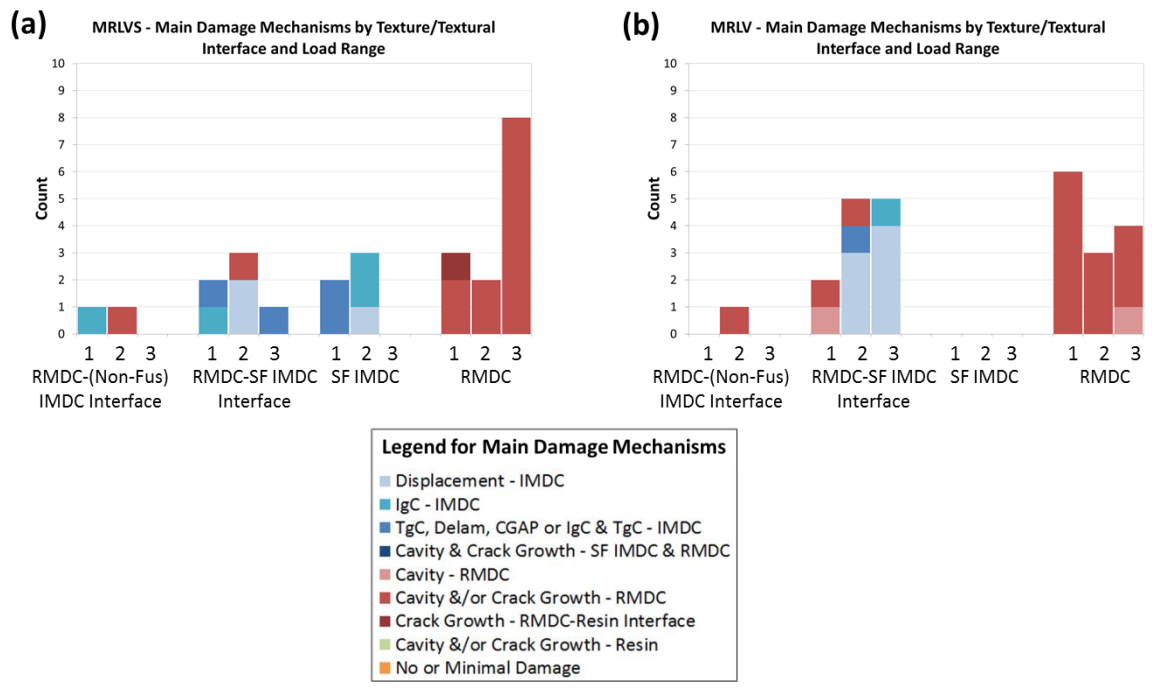 (a)
MRLVS - Main Damage Mechanisms by Texture/Textural
Interface and Load Range
10
9
8
7
6
5
4
3
2
1
0
Count
1 2 3
RMDC-(Non-Fus)
IMDC Interface
1 2 3
RMDC-SF IMDC
Interface
1 2 3
SF IMDC
1 2 3
RMDC
(b)
MRLV - Main Damage Mechanisms by Texture/Textural
Interface and Load Range
10
9
8
7
6
5
4
3
2
1
0
Count
1 2 3
RMDC-(Non-Fus)
IMDC Interface
1 2 3
RMDC-SF IMDC
Interface
1 2 3
SF IMDC
1 2 3
RMDC
Legend for Main Damage Mechanisms
Displacement - IMDC
IgC - IMDC
TgC, Delam, CGAP or IgC & TgC - IMDC
Cavity & Crack Growth - SF IMDC & RMDC
Cavity - RMDC
Cavity &/or Crack Growth - RMDC
Crack Growth - RMDC-Resin Interface
Cavity &/or Crack Growth - Resin
No or Minimal Damage